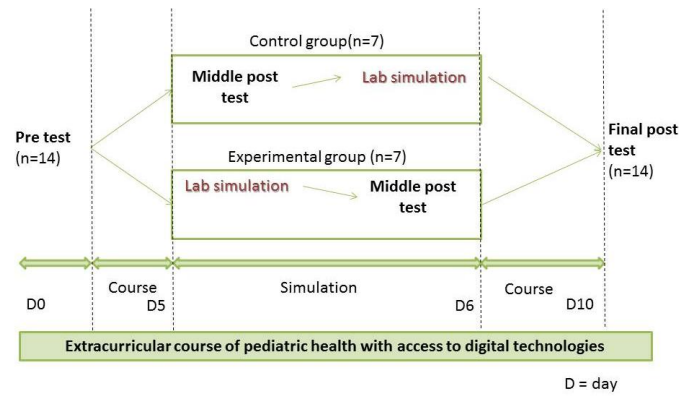 Control group(n=7)
Middle post
test
Lab simulation
Pre test
(n=14)
Experimental group (n=7)
Lab simulation
Middle post
test
Final post
test
(n=14)
Course
Simulation
Course
D0
D5
D6
D10
Extracurricular course of pediatric health with access to digital technologies
D = day